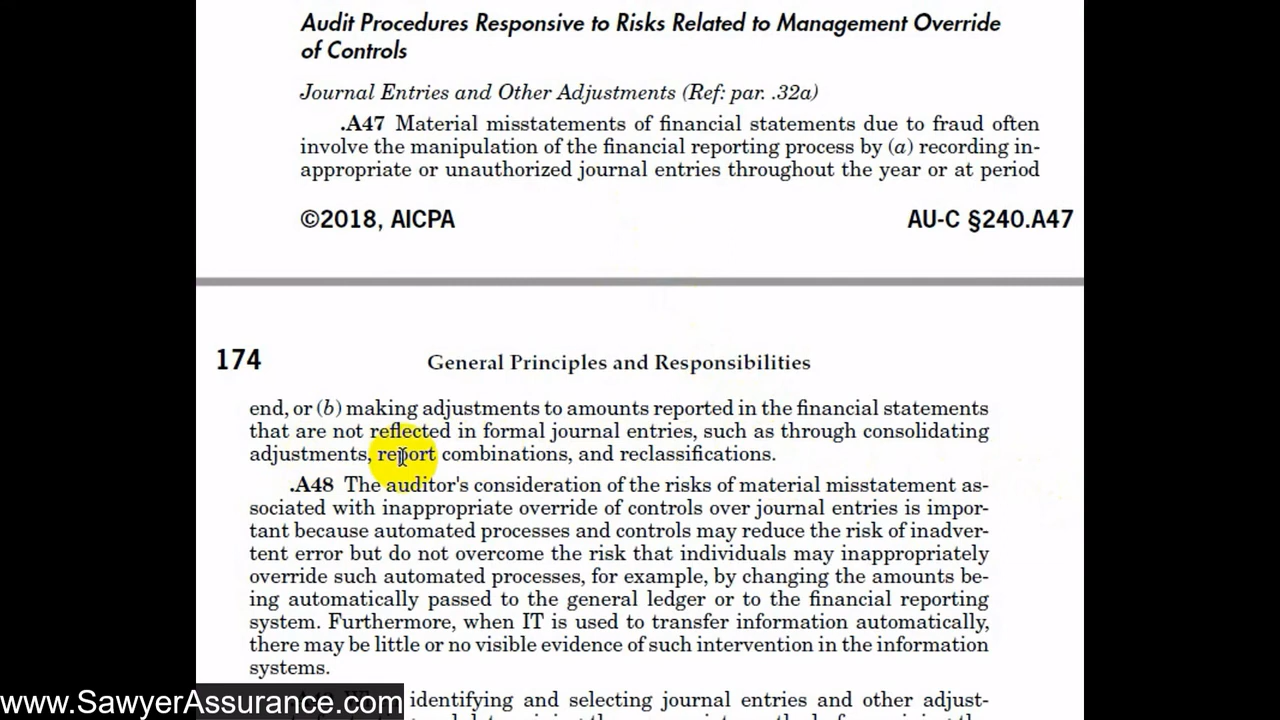 Audit Procedures Responsive to Risks Related to Management Override
of Controls
Journal Entries and Other Adjustments (Ref: par. .32a)
.A47 Material misstatements of financial statements due to fraud often
involve the manipulation of the financial reporting process by (a) recording in-
appropriate or unauthorized journal entries throughout the year or at period
©2018, AICPA AU-C §240.A47
174 General Principles and Responsibilities
end, or (b) making adjustments to amounts reported in the financial statements
that are not reflected in formal journal entries, such as through consolidating
adjustments, report combinations, and reclassifications.
.A48 The auditor's consideration of the risks of material misstatement as-
sociated with inappropriate override of controls over journal entries is impor-
tant because automated processes and controls may reduce the risk of inadver-
tent error but do not overcome the risk that individuals may inappropriately
override such automated processes, for example, by changing the amounts be-
ing automatically passed to the general ledger or to the financial reporting
system. Furthermore, when IT is used to transfer information automatically,
there may be little or no visible evidence of such intervention in the information
systems.
identifying and selecting journal entries and other adjust-
www.SawyerAssurance.com